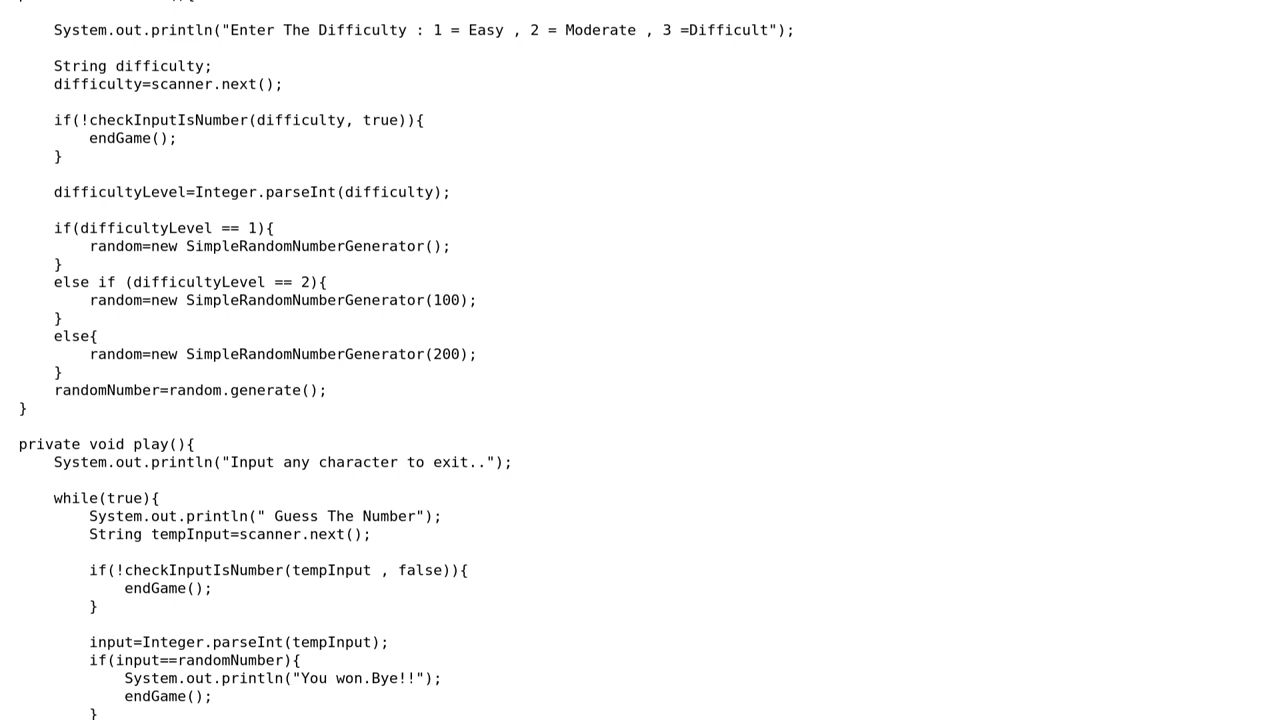 System.out.println("Enter The Difficulty : 1 = Easy , 2 = Moderate , 3 =Difficult");
String difficulty;
difficulty=scanner.next();
if(!checkInputIsNumber(difficulty, true)){
endGame();
}
difficultyLevel=Integer.parseInt(difficulty);
if(difficultyLevel == 1){
random=new SimpleRandomNumberGenerator();
}
else if (difficultyLevel == 2){
random=new SimpleRandomNumberGenerator(100);
}
else{
random=new SimpleRandomNumberGenerator(200);
}
randomNumber=random.generate();
}
private void play(){
System.out.println("Input any character to exit..");
while(true){
System.out.println(" Guess The Number");
String tempInput=scanner.next();
if(!checkInputIsNumber(tempInput , false)){
endGame();
}
input=Integer.parseInt(tempInput);
if(input==randomNumber){
System.out.println("You won.Bye!!");
endGame();
}